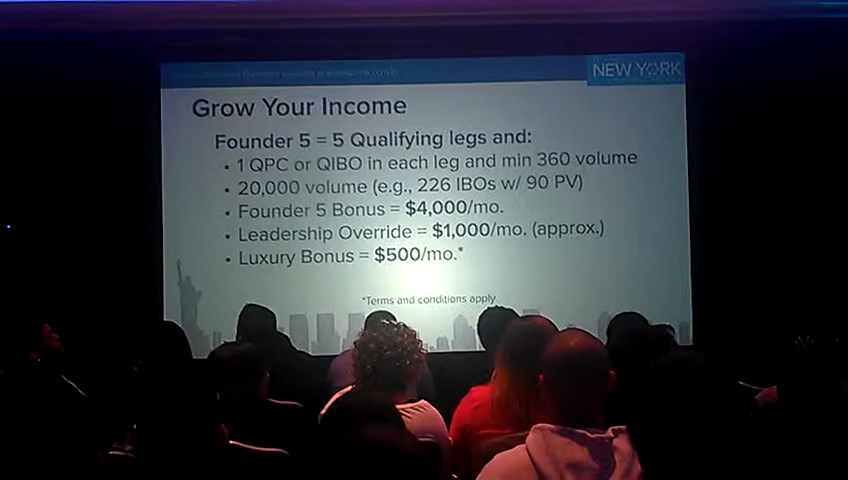 NEW YORK
Grow Your Income
Founder 5 = 5 Qualifying legs and:
• 1 QPC or QIBO in each leg and min 360 volume
• 20,000 volume (e.g., 226 IBOs w/ 90 PV)
• Founder 5 Bonus = $4,000/mo.
• Leadership Override = $1,000/mo. (approx.)
• Luxury Bonus = $500/mo.*
*Terms and conditions apply